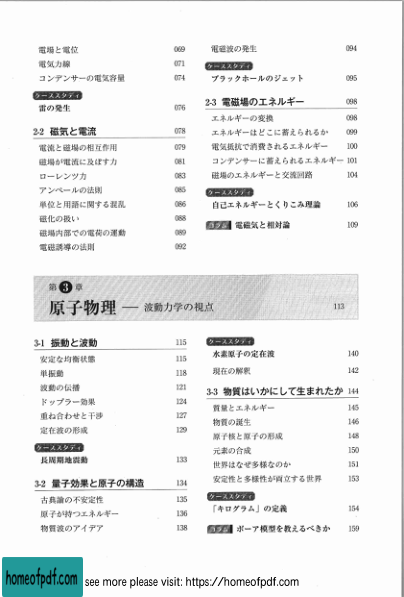 電場と電位 069
電気力線 071
コンデンサーの電気容量 074
ケーススタディ
雷の発生 076
2-2 磁気と電流 078
電流と磁場の相互作用 079
磁場が電流に及ぼす力 081
ローレンツ力 083
アンペールの法則 085
単位と用語に関する混乱 086
磁化の扱い 088
磁場内部での電荷の運動 089
電磁誘導の法則 092
電磁波の発生 094
ケーススタディ
ブラックホールのジェット 095
2-3 電磁場のエネルギー 098
エネルギーの変換 098
エネルギーはどこに蓄えられるか 099
電気抵抗で消費されるエネルギー 100
コンデンサーに蓄えられるエネルギー 101
磁場のエネルギーと交流回路 104
ケーススタディ
自己エネルギーとくりこみ理論 106
コラム 電磁気と相対論 109
第3章
原子物理 ── 波動力学の視点 113
3-1 振動と波動 115
安定な均衡状態 115
単振動 118
波動の伝播 121
ドップラー効果 124
重ね合わせと干渉 127
定在波の形成 129
ケーススタディ
長周期地震動 133
3-2 量子効果と原子の構造 134
古典論の不安定性 135
原子が持つエネルギー 136
物質波のアイデア 138
ケーススタディ
水素原子の定在波 140
現在の解釈 142
3-3 物質はいかにして生まれたか 144
質量とエネルギー 145
物質の誕生 146
原子核と原子の形成 148
元素の合成 150
世界はなぜ多様なのか 151
安定性と多様性が両立する世界 153
ケーススタディ
「キログラム」の定義 154
コラム ボーア模型を教えるべきか 159
homeofpdf.com
see more please visit: https://homeofpdf.com